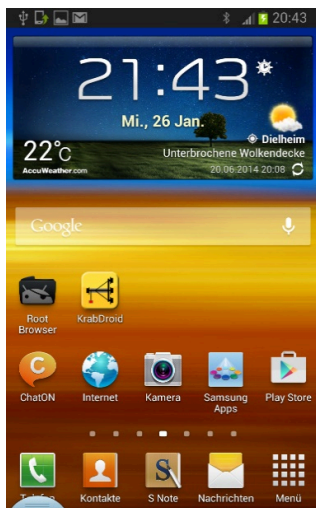 20:43
21:43
Mi., 26 Jan.
Dielheim
22°C
Unterbrochene Wolkendecke
AccuWeather.com
20.06.2014 20:08
Google
Root Browser
KrabDroid
ChatON
Internet
Kamera
Samsung Apps
Play Store
Telefon
Kontakte
S Note
Nachrichten
Menü